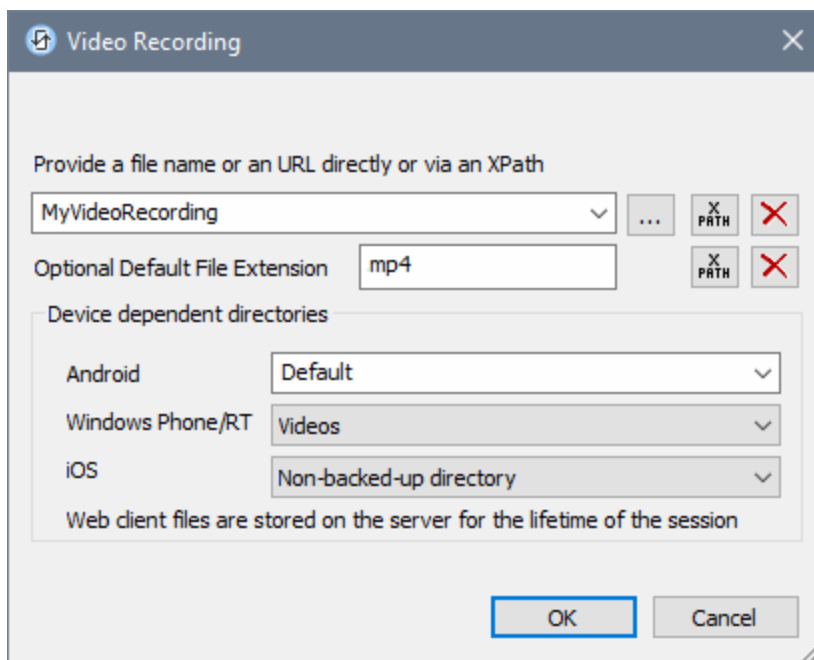 Video Recording
Provide a file name or an URL directly or via an XPath
MyVideoRecording
...
X PATH
Optional Default File Extension
mp4
X PATH
Device dependent directories
Android
Default
Windows Phone/RT
Videos
iOS
Non-backed-up directory
Web client files are stored on the server for the lifetime of the session
OK
Cancel